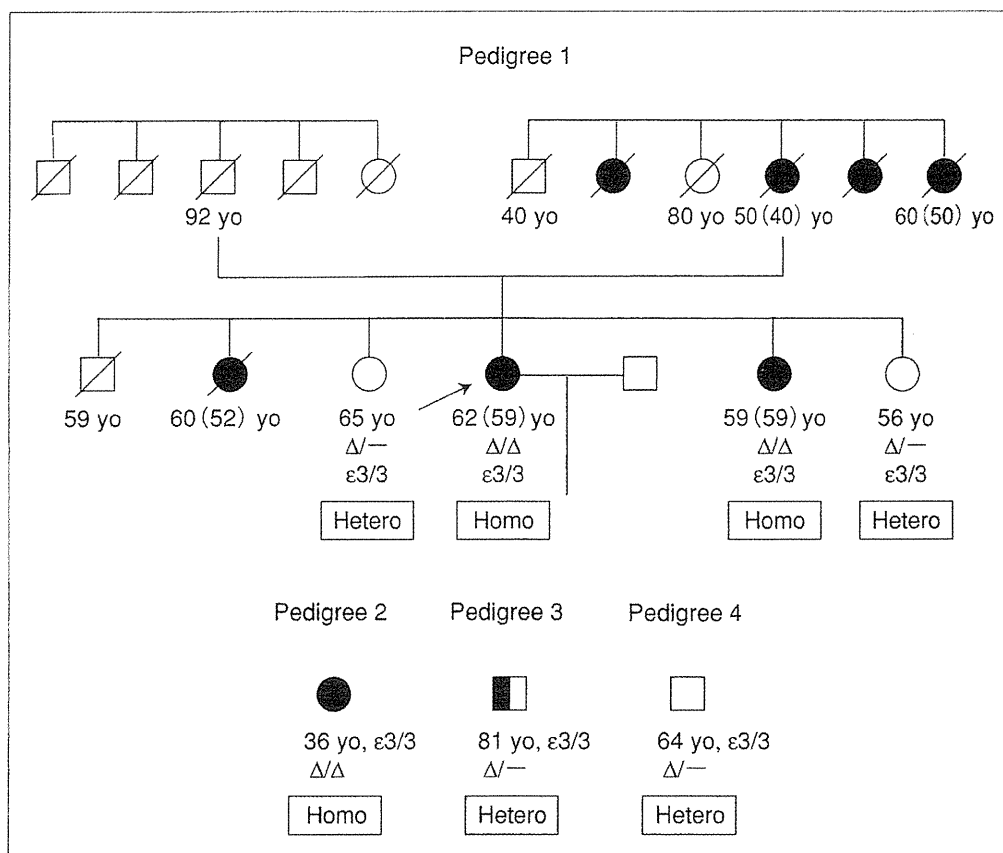 Pedigree 1
92 yo 40 yo 80 yo 50(40) yo 60(50) yo
59 yo 60(52) yo 65 yo 62(59) yo 59(59) yo 56 yo
Δ/— Δ/Δ Δ/Δ Δ/—
ε3/3 ε3/3 ε3/3 ε3/3
Hetero Homo Homo Hetero
Pedigree 2 Pedigree 3 Pedigree 4
36 yo, ε3/3 81 yo, ε3/3 64 yo, ε3/3
Δ/Δ Δ/— Δ/—
Homo Hetero Hetero